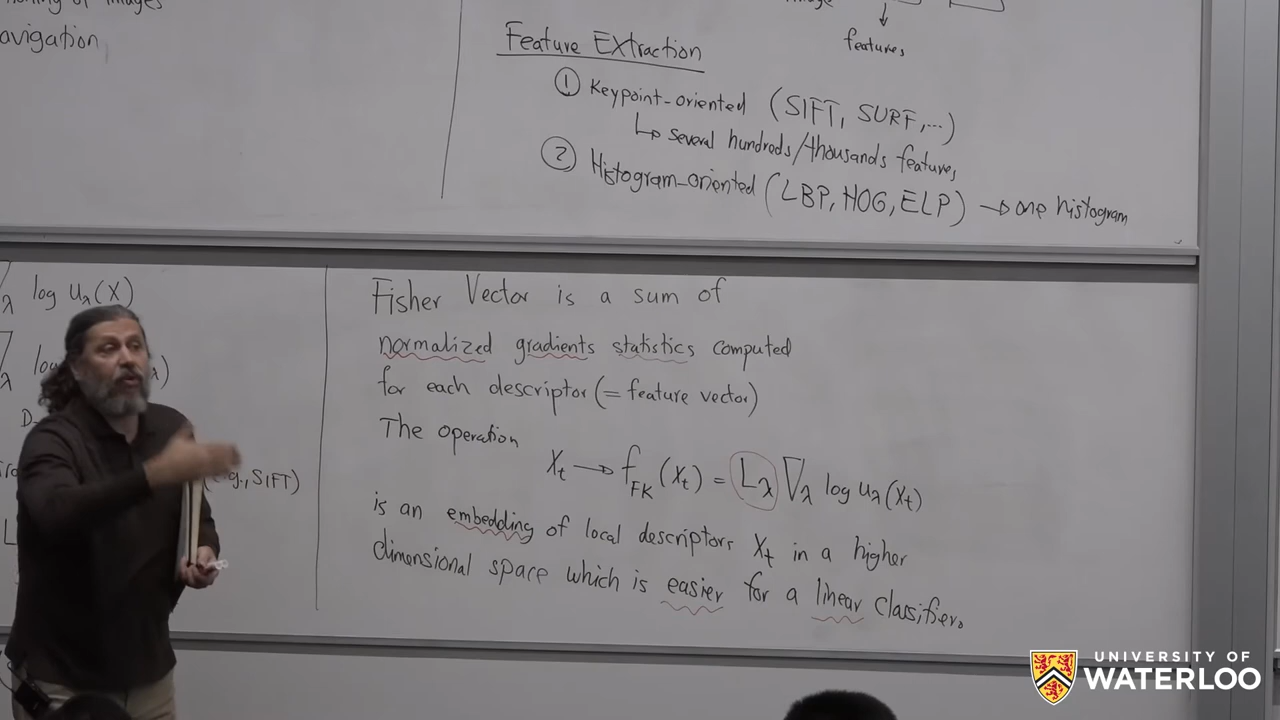 of images
avigation
features
Feature Extraction
① Keypoint-oriented (SIFT, SURF,...)
↳ several hundreds/thousands features
② Histogram-oriented (LBP, HOG, ELP) → one histogram
log uλ(X)
D-
g., SIFT)
Fisher Vector is a sum of
normalized gradients statistics computed
for each descriptor (= feature vector)
The operation
Xt → fFK (Xt) = Lλ ∇λ log uλ(Xt)
is an embedding of local descriptors Xt in a higher
dimensional space which is easier for a linear classifier.
UNIVERSITY OF
WATERLOO